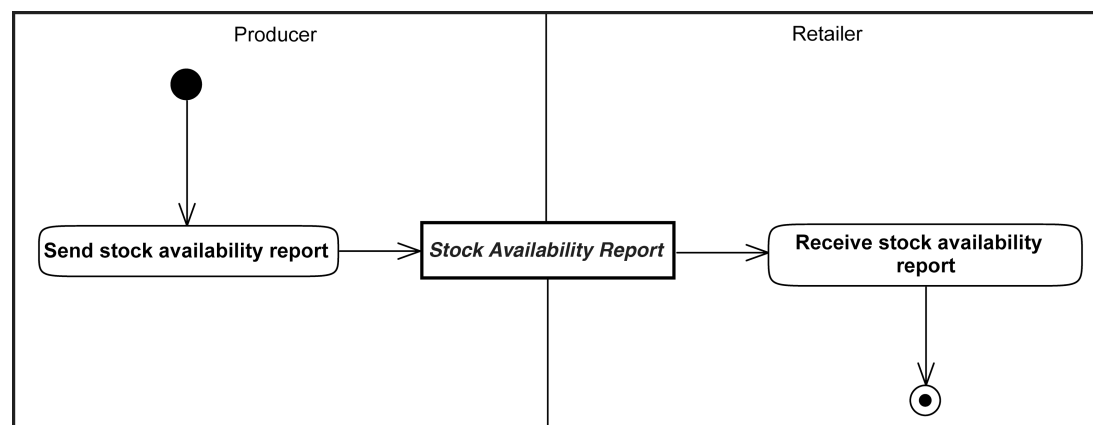 Producer
Retailer
Send stock availability report
Stock Availability Report
Receive stock availability
report